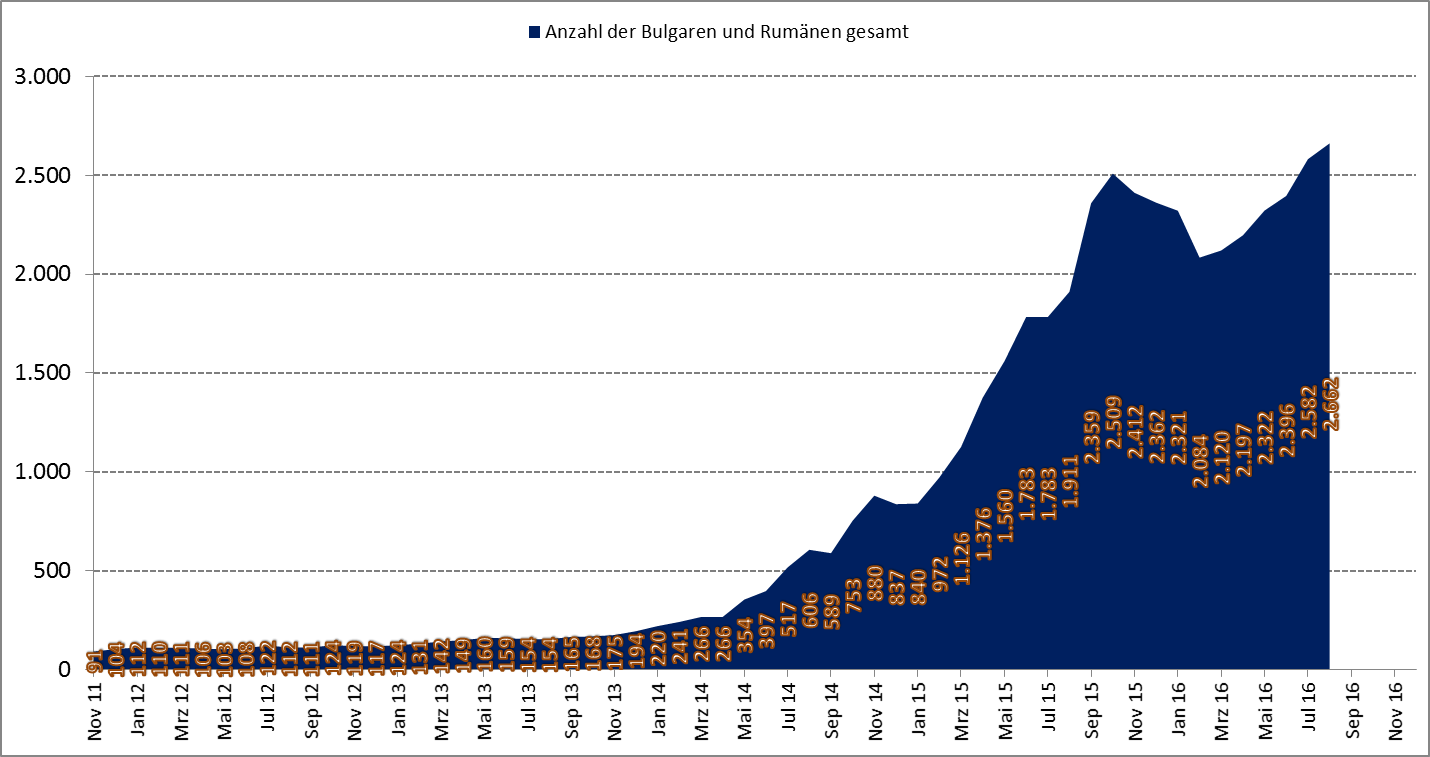 Anzahl der Bulgaren und Rumänen gesamt
3.000
2.500
2.000
1.500
1.000
500
0
91 104 112 110 111 106 103 108 122 112 111 124 119 117 124 131 142 149 160 159 154 154 165 168 175 194 220 241 266 266 354 397 517 606 589 753 880 837 840 972 1.126 1.376 1.560 1.783 1.783 1.911 2.359 2.509 2.412 2.362 2.321 2.084 2.120 2.197 2.322 2.396 2.582 2.662
Nov 11 Jan 12 Mrz 12 Mai 12 Jul 12 Sep 12 Nov 12 Jan 13 Mrz 13 Mai 13 Jul 13 Sep 13 Nov 13 Jan 14 Mrz 14 Mai 14 Jul 14 Sep 14 Nov 14 Jan 15 Mrz 15 Mai 15 Jul 15 Sep 15 Nov 15 Jan 16 Mrz 16 Mai 16 Jul 16 Sep 16 Nov 16